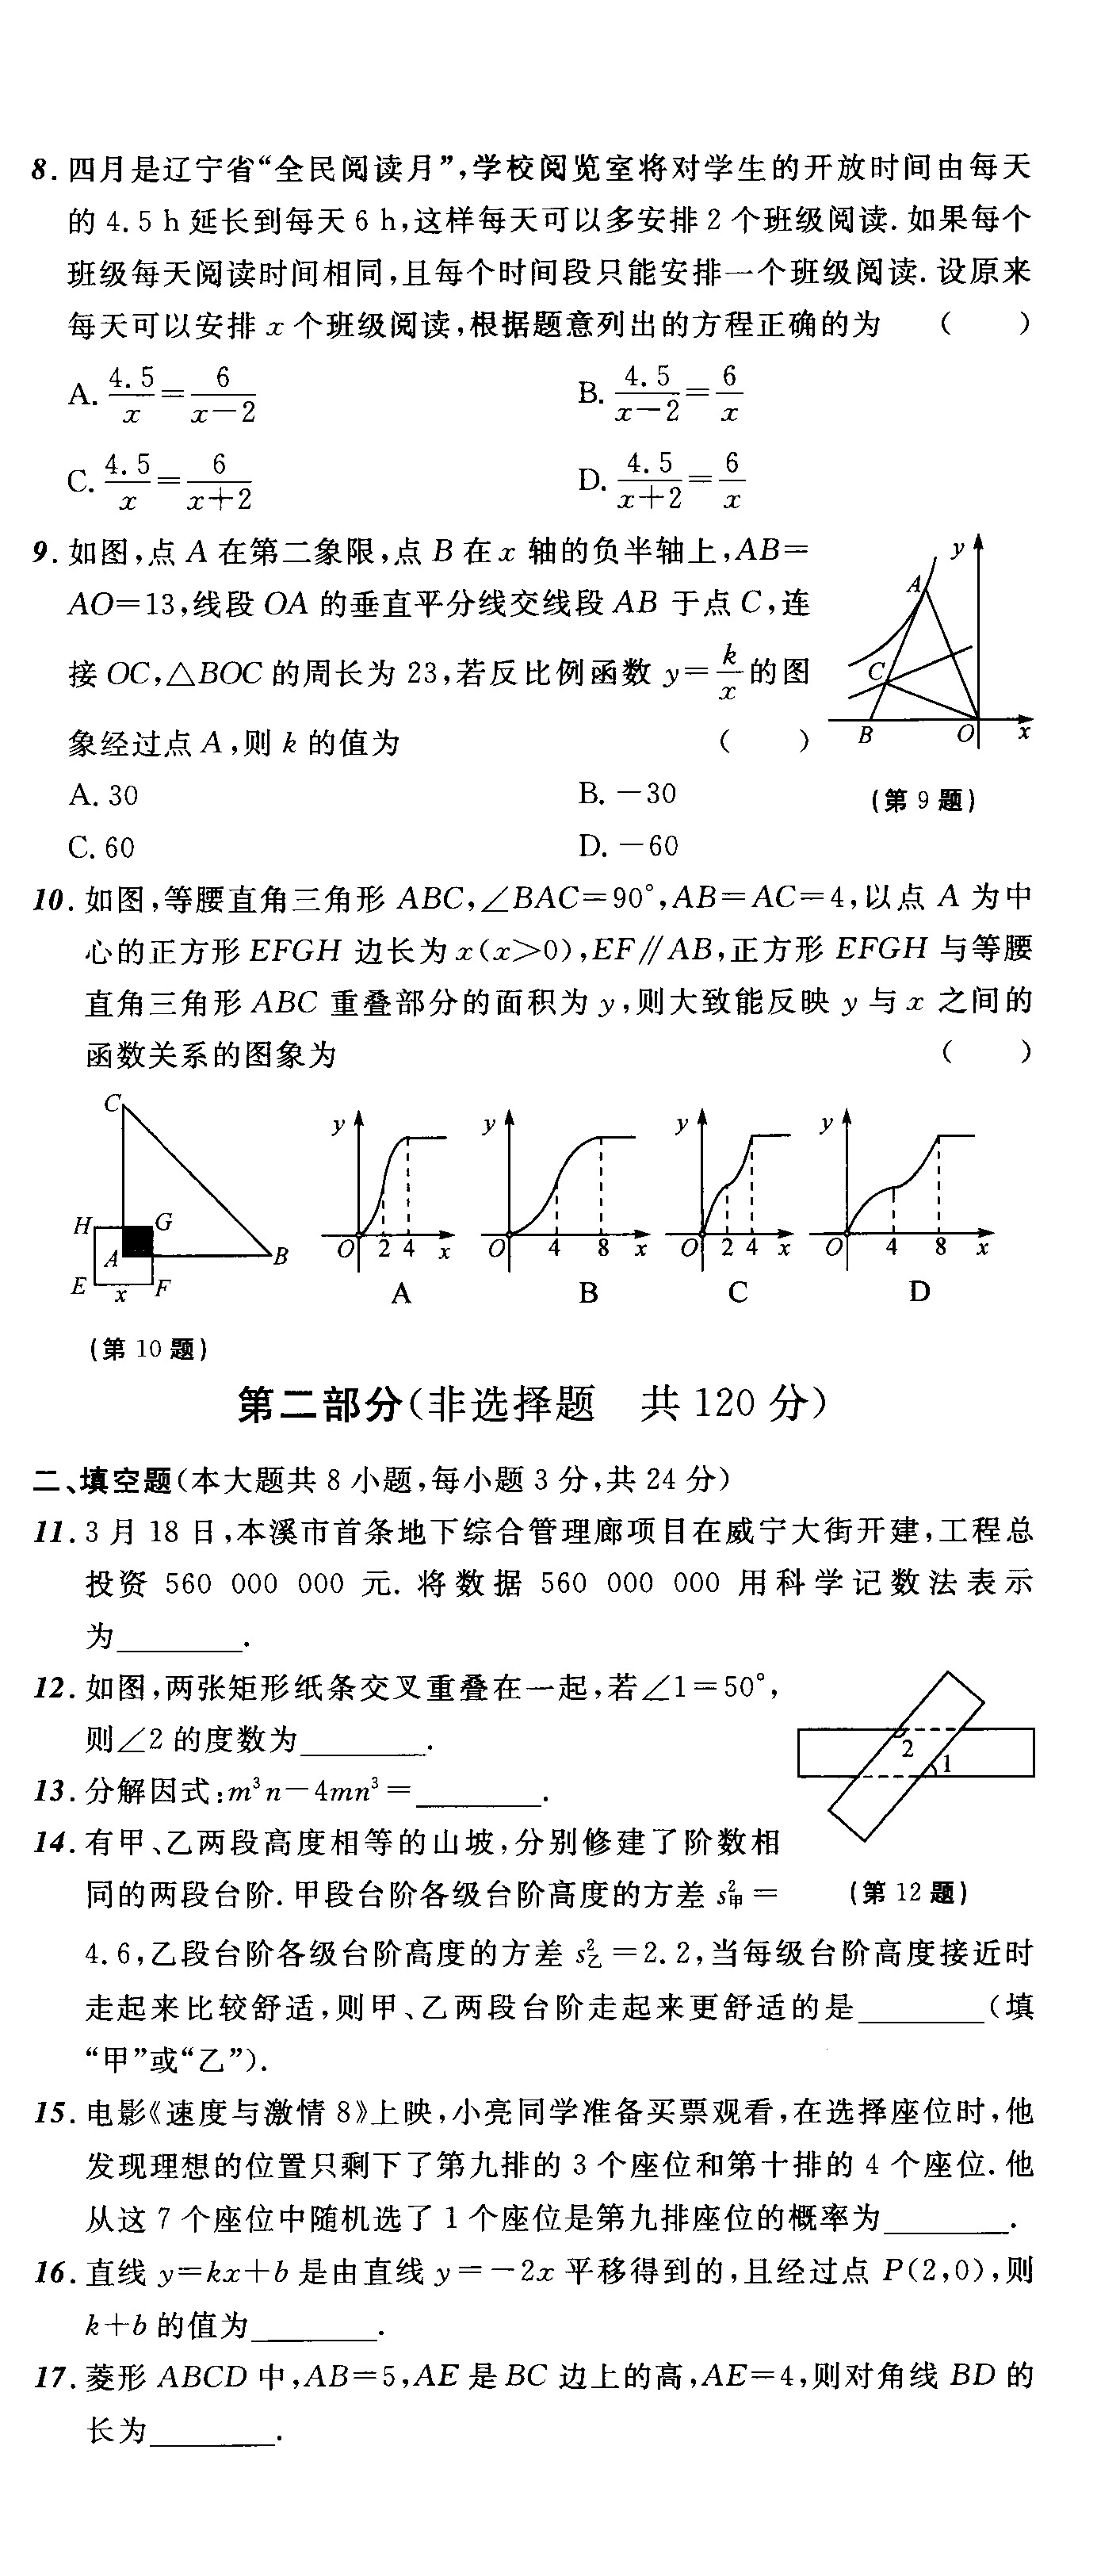 8. 四月是辽宁省“全民阅读月”,学校阅览室将对学生的开放时间由每天
的 4.5 h 延长到每天 6 h,这样每天可以多安排 2 个班级阅读. 如果每个
班级每天阅读时间相同,且每个时间段只能安排一个班级阅读. 设原来
每天可以安排 x 个班级阅读,根据题意列出的方程正确的为 ( )
A. 4.5/x = 6/(x-2) B. 4.5/(x-2) = 6/x
C. 4.5/x = 6/(x+2) D. 4.5/(x+2) = 6/x
9. 如图,点 A 在第二象限,点 B 在 x 轴的负半轴上,AB=
AO=13,线段 OA 的垂直平分线交线段 AB 于点 C,连
接 OC,△BOC 的周长为 23,若反比例函数 y=k/x 的图
象经过点 A,则 k 的值为 ( )
A. 30 B. -30
C. 60 D. -60
y
A
C
B
O
x
(第 9 题)
10. 如图,等腰直角三角形 ABC,∠BAC=90°,AB=AC=4,以点 A 为中
心的正方形 EFGH 边长为 x(x>0),EF∥AB,正方形 EFGH 与等腰
直角三角形 ABC 重叠部分的面积为 y,则大致能反映 y 与 x 之间的
函数关系的图象为 ( )
C
H G
A B
E x F
y O 2 4 x
A
y O 4 8 x
B
y O 2 4 x
C
y O 4 8 x
D
(第 10 题)
第二部分(非选择题 共 120 分)
二、填空题(本大题共 8 小题,每小题 3 分,共 24 分)
11. 3 月 18 日,本溪市首条地下综合管理廊项目在威宁大街开建,工程总
投资 560 000 000 元. 将数据 560 000 000 用科学记数法表示
为________.
12. 如图,两张矩形纸条交叉重叠在一起,若∠1=50°,
则∠2 的度数为________.
2
1
(第 12 题)
13. 分解因式:m³n-4mn³=________.
14. 有甲、乙两段高度相等的山坡,分别修建了阶数相
同的两段台阶. 甲段台阶各级台阶高度的方差 s²甲=
4.6,乙段台阶各级台阶高度的方差 s²乙=2.2,当每级台阶高度接近时
走起来比较舒适,则甲、乙两段台阶走起来更舒适的是________(填
“甲”或“乙”).
15. 电影《速度与激情 8》上映,小亮同学准备买票观看,在选择座位时,他
发现理想的位置只剩下了第九排的 3 个座位和第十排的 4 个座位. 他
从这 7 个座位中随机选了 1 个座位是第九排座位的概率为________.
16. 直线 y=kx+b 是由直线 y=-2x 平移得到的,且经过点 P(2,0),则
k+b 的值为________.
17. 菱形 ABCD 中,AB=5,AE 是 BC 边上的高,AE=4,则对角线 BD 的
长为________.